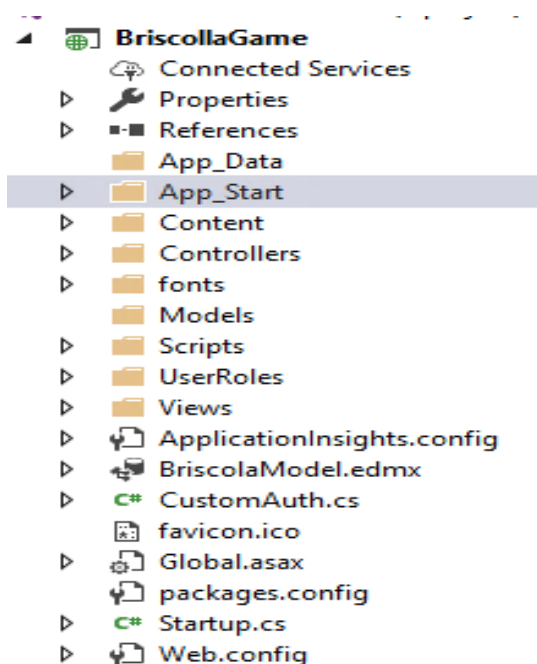 BriscollaGame
Connected Services
Properties
References
App_Data
App_Start
Content
Controllers
fonts
Models
Scripts
UserRoles
Views
ApplicationInsights.config
BriscolaModel.edmx
C# CustomAuth.cs
favicon.ico
Global.asax
packages.config
C# Startup.cs
Web.config